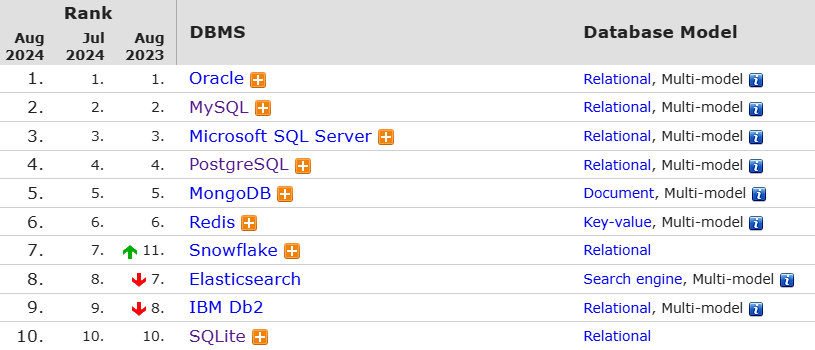 Rank
DBMS
Database Model
Aug 2024 Jul 2024 Aug 2023
1. 1. 1. Oracle Relational, Multi-model
2. 2. 2. MySQL Relational, Multi-model
3. 3. 3. Microsoft SQL Server Relational, Multi-model
4. 4. 4. PostgreSQL Relational, Multi-model
5. 5. 5. MongoDB Document, Multi-model
6. 6. 6. Redis Key-value, Multi-model
7. 7. 11. Snowflake Relational
8. 8. 7. Elasticsearch Search engine, Multi-model
9. 9. 8. IBM Db2 Relational, Multi-model
10. 10. 10. SQLite Relational